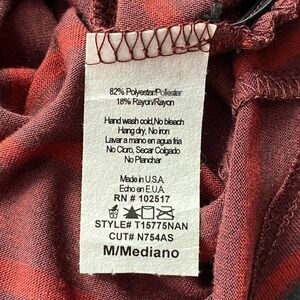 82% Polyester/Poliester
18% Rayon/Rayon
Hand wash cold,No bleach
Hang dry, No iron
Lavar a mano en agua fria
No Cloro, Secar Colgado
No Planchar
Made in U.S.A
Echo en E.U.A.
RN # 102517
STYLE# T15775NAN
CUT# N754AS
M/Mediano